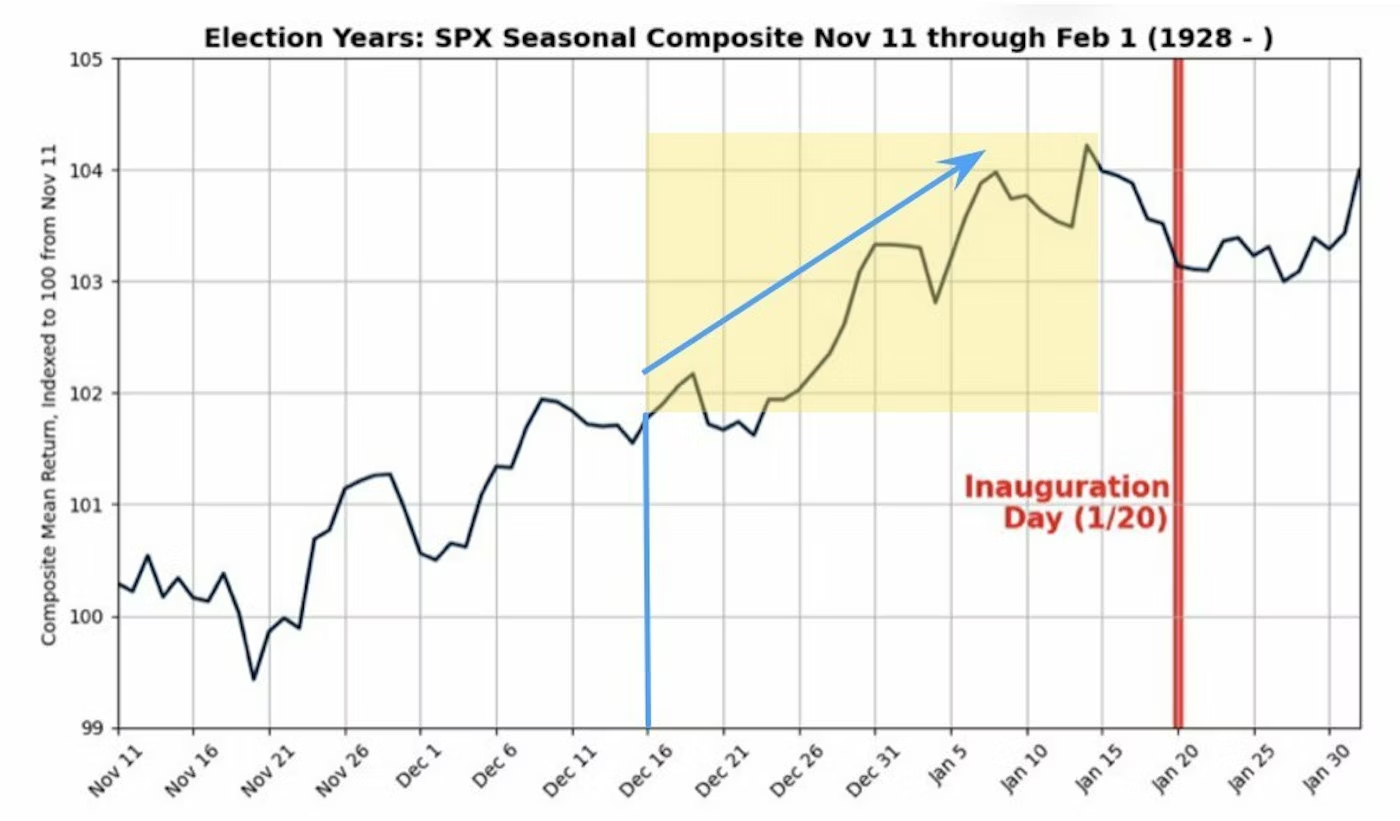 Election Years: SPX Seasonal Composite Nov 11 through Feb 1 (1928 - )
Composite Mean Return, Indexed to 100 from Nov 11
105
104
103
102
101
100
99
Inauguration
Day (1/20)
Nov 11
Nov 16
Nov 21
Nov 26
Dec 1
Dec 6
Dec 11
Dec 16
Dec 21
Dec 26
Dec 31
Jan 5
Jan 10
Jan 15
Jan 20
Jan 25
Jan 30